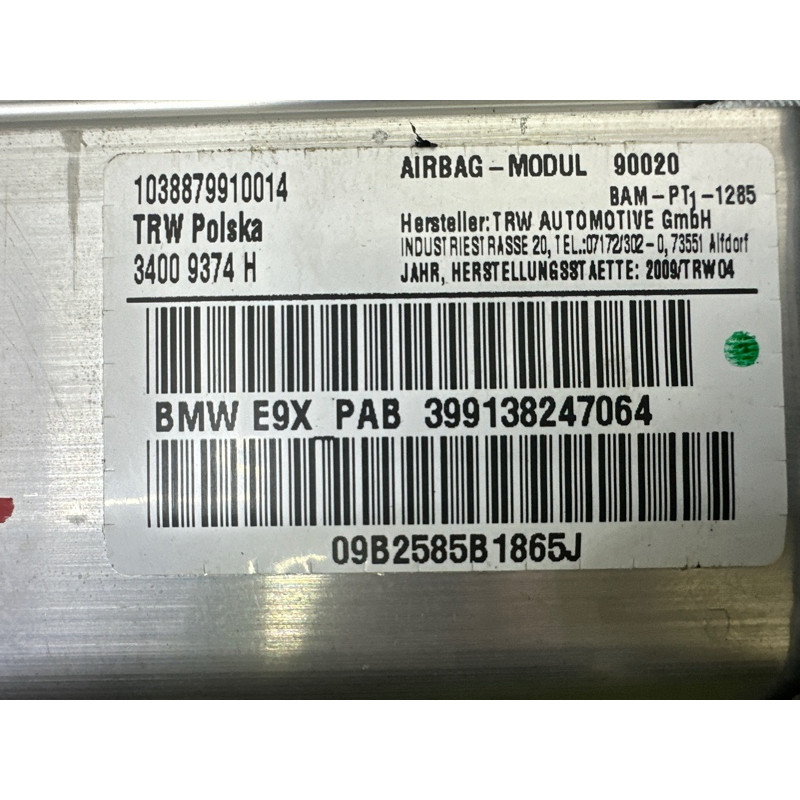 1038879910014
TRW Polska
3400 9374 H
AIRBAG-MODUL 90020
BAM-PT1-1285
Hersteller: TRW AUTOMOTIVE GmbH
INDUSTRIESTRASSE 20, TEL.:07172/302-0, 73551 Alfdorf
JAHR, HERSTELLUNGSSTAETTE: 2009/TRW04
BMW E9X PAB 399138247064
09B2585B1865J